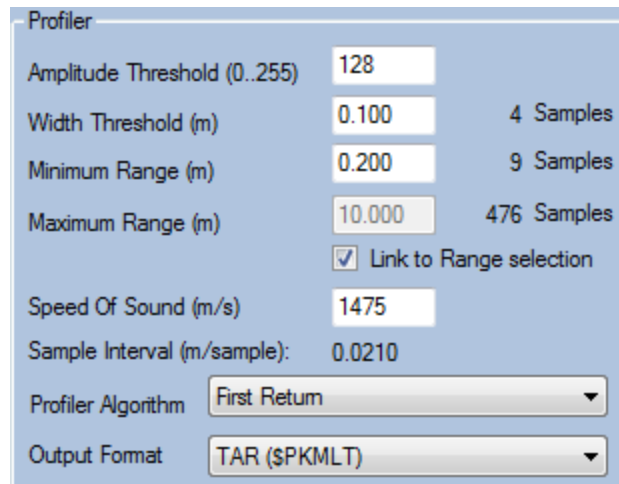 Profiler
Amplitude Threshold (0..255) 128
Width Threshold (m) 0.100 4 Samples
Minimum Range (m) 0.200 9 Samples
Maximum Range (m) 10.000 476 Samples
Link to Range selection
Speed Of Sound (m/s) 1475
Sample Interval (m/sample): 0.0210
Profiler Algorithm First Return
Output Format TAR ($PKMLT)